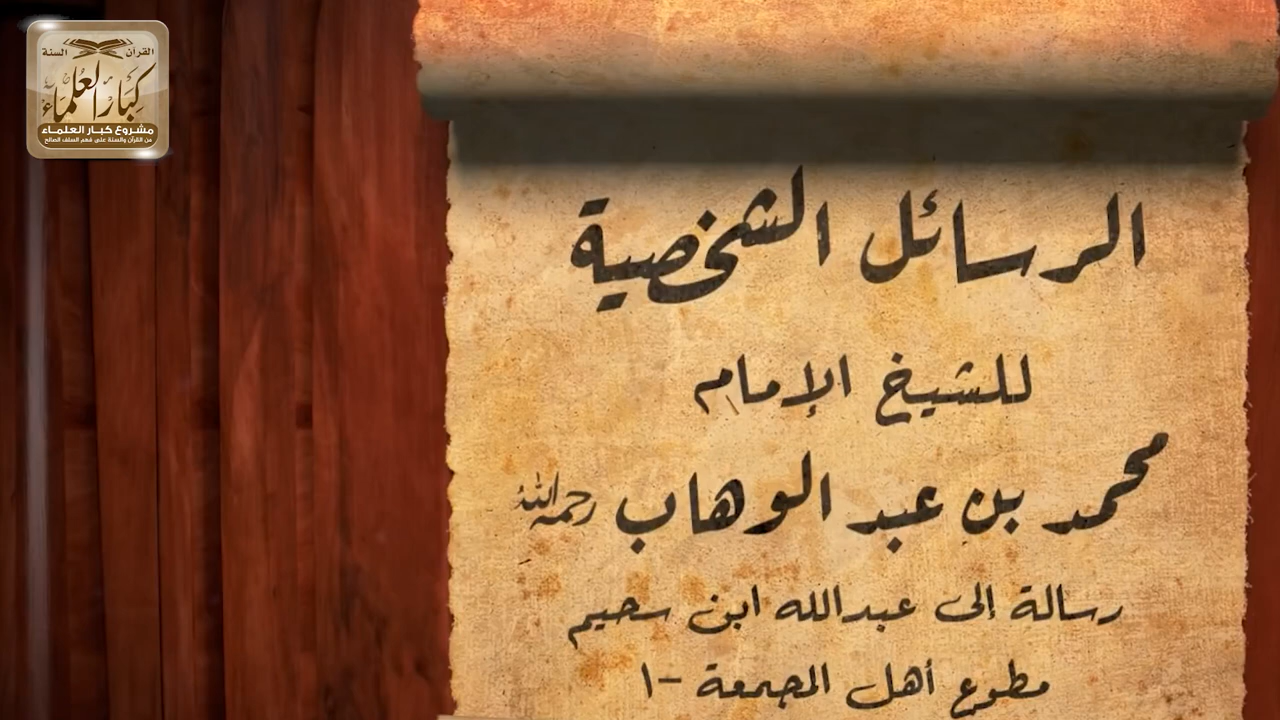 القرآن السنة
كبار العلماء
مشروع كبار العلماء
من القرآن والسنة على فهم السلف الصالح
الرسائل الشخصية
للشيخ الإمام
محمد بن عبد الوهاب رحمه الله
رسالة إلى عبدالله ابن سحيم
مطوع أهل المجمعة -١